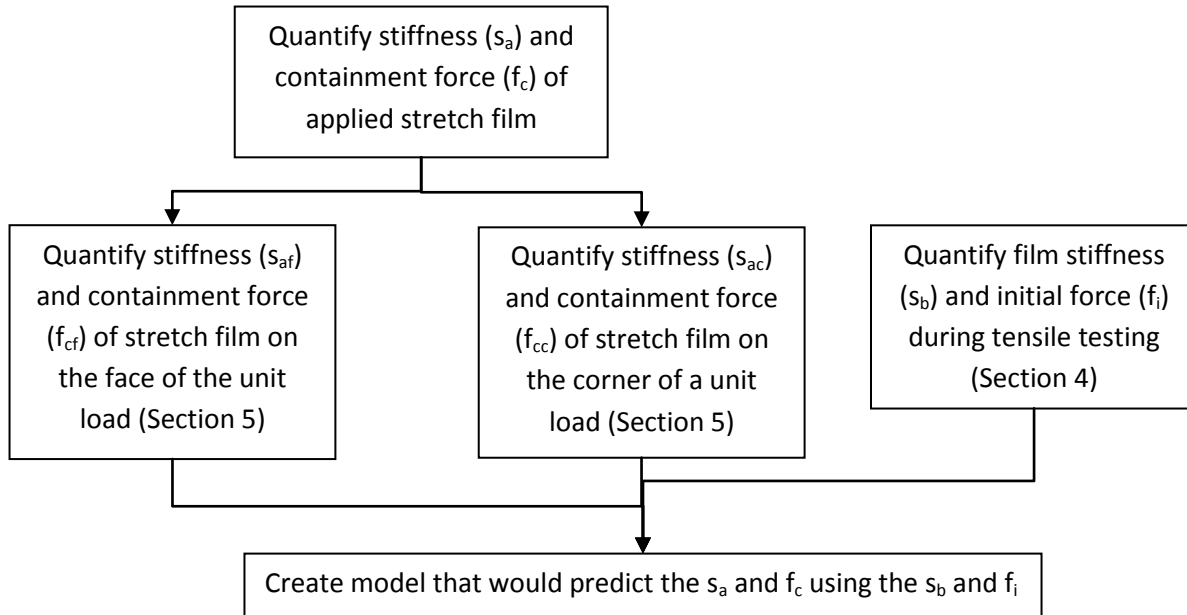 Quantify stiffness (sa) and
containment force (fc) of
applied stretch film
Quantify stiffness (saf)
and containment force
(fcf) of stretch film on
the face of the unit
load (Section 5)
Quantify stiffness (sac)
and containment force
(fcc) of stretch film on
the corner of a unit
load (Section 5)
Quantify film stiffness
(sb) and initial force (fi)
during tensile testing
(Section 4)
Create model that would predict the sa and fc using the sb and fi